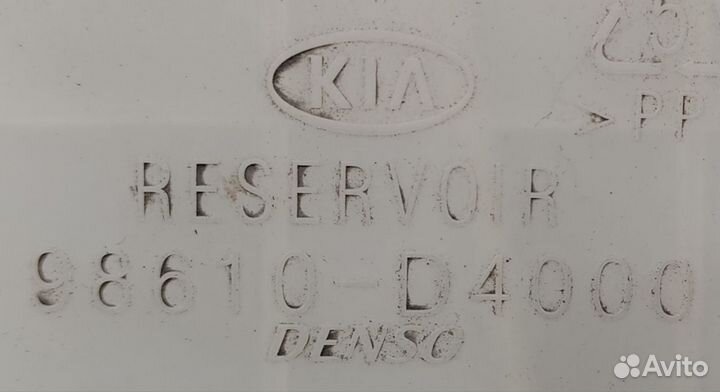 KIA
>PP
RESERVOIR
98610-D4000
DENSO
Avito